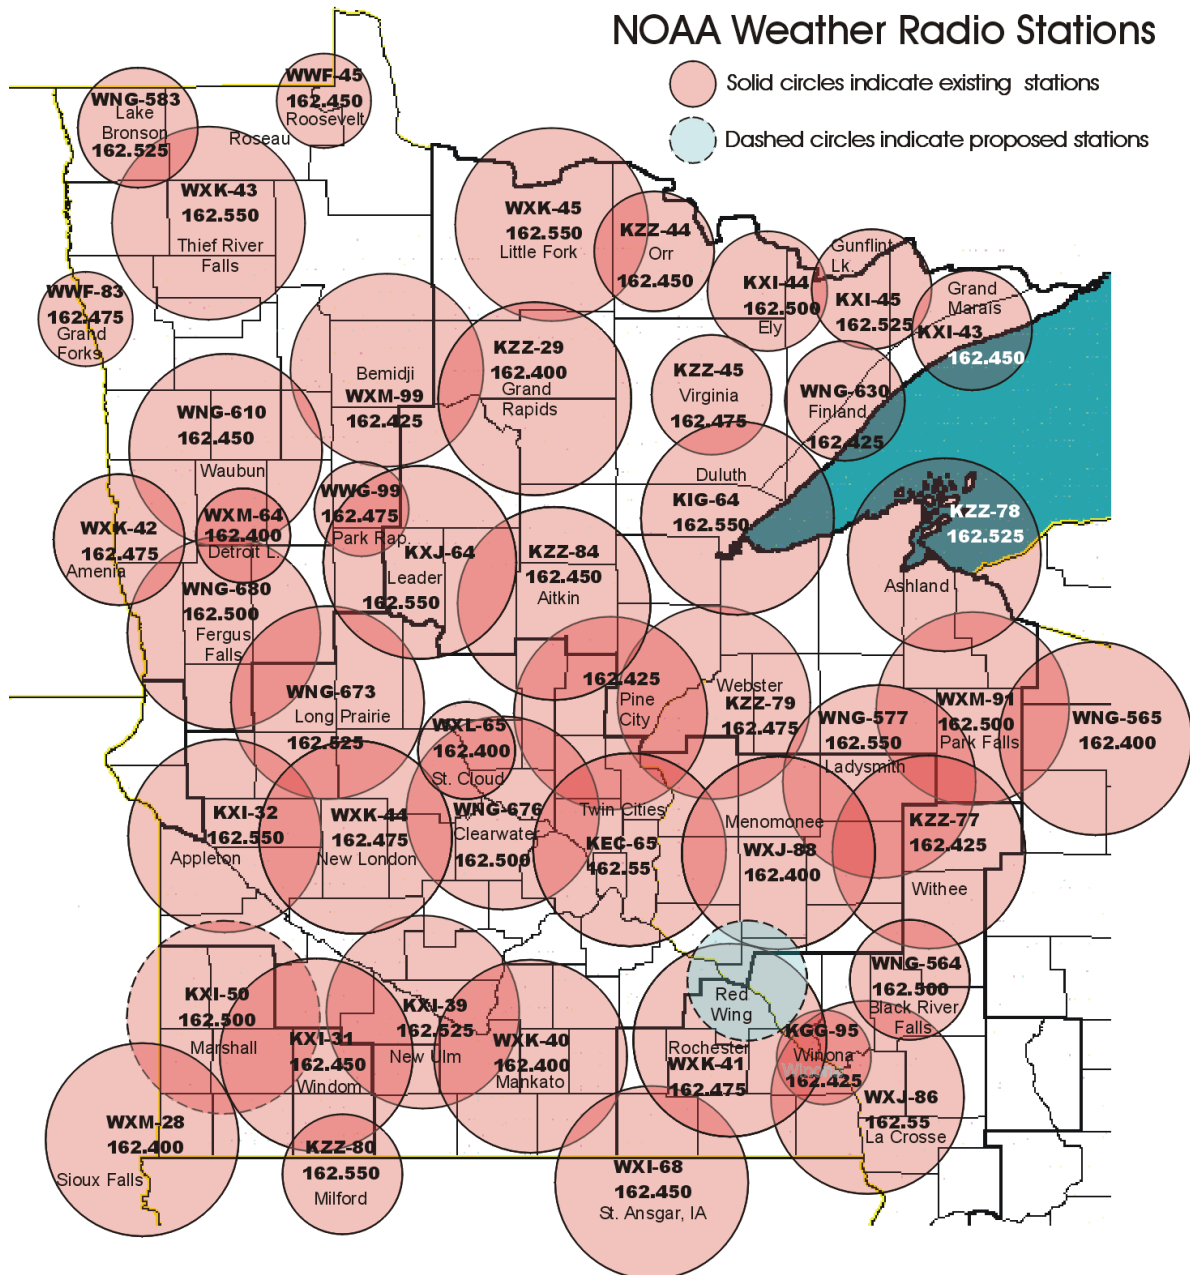 NOAA Weather Radio Stations
Solid circles indicate existing stations
Dashed circles indicate proposed stations
WNG-583
Lake
Bronson
162.525
WWF-45
162.450
Roosevelt
Roseau
WXK-43
162.550
Thief River
Falls
WXK-45
162.550
Little Fork
KZZ-44
Orr
162.450
KXI-44
162.500
Ely
Gunflint
Lk.
KXI-45
162.525
Grand
Marais
KXI-43
162.450
WWF-83
162.475
Grand
Forks
Bemidji
WXM-99
162.425
KZZ-29
162.400
Grand
Rapids
KZZ-45
Virginia
162.475
WNG-630
Finland
162.425
WNG-610
162.450
Waubun
Duluth
KIG-64
162.550
KZZ-78
162.525
Ashland
WXK-42
162.475
Amenia
WXM-64
162.400
Detroit L.
WWG-99
162.475
Park Rap.
KXJ-64
Leader
162.550
KZZ-84
162.450
Aitkin
WNG-680
162.500
Fergus
Falls
WNG-673
Long Prairie
162.525
162.425
Pine
City
Webster
KZZ-79
162.475
WNG-577
162.550
Ladysmith
WXM-91
162.500
Park Falls
WNG-565
162.400
WXL-65
162.400
St. Cloud
KXI-32
162.550
Appleton
WXK-44
162.475
New London
WNG-676
Clearwater
162.500
Twin Cities
KEC-65
162.55
Menomonee
WXJ-88
162.400
KZZ-77
162.425
Withee
KXI-50
162.500
Marshall
KXI-31
162.450
Windom
KXI-39
162.525
New Ulm
WXK-40
162.400
Mankato
Red
Wing
Rochester
WXK-41
162.475
KGG-95
Winona
Winona
162.425
WNG-564
162.500
Black River
Falls
WXJ-86
162.55
La Crosse
WXM-28
162.400
Sioux Falls
KZZ-80
162.550
Milford
WXI-68
162.450
St. Ansgar, IA